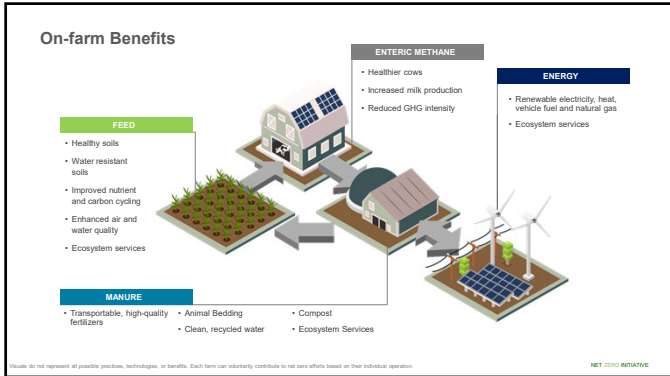 On-farm Benefits
ENTERIC METHANE
• Healthier cows
• Increased milk production
• Reduced GHG intensity
ENERGY
• Renewable electricity, heat,
vehicle fuel and natural gas
• Ecosystem services
FEED
• Healthy soils
• Water resistant
soils
• Improved nutrient
and carbon cycling
• Enhanced air and
water quality
• Ecosystem services
MANURE
• Transportable, high-quality
fertilizers
• Animal Bedding
• Clean, recycled water
• Compost
• Ecosystem Services
Visuals do not represent all possible practices, technologies, or benefits. Each farm can voluntarily contribute to net zero efforts based on their individual operation.
NET ZERO INITIATIVE